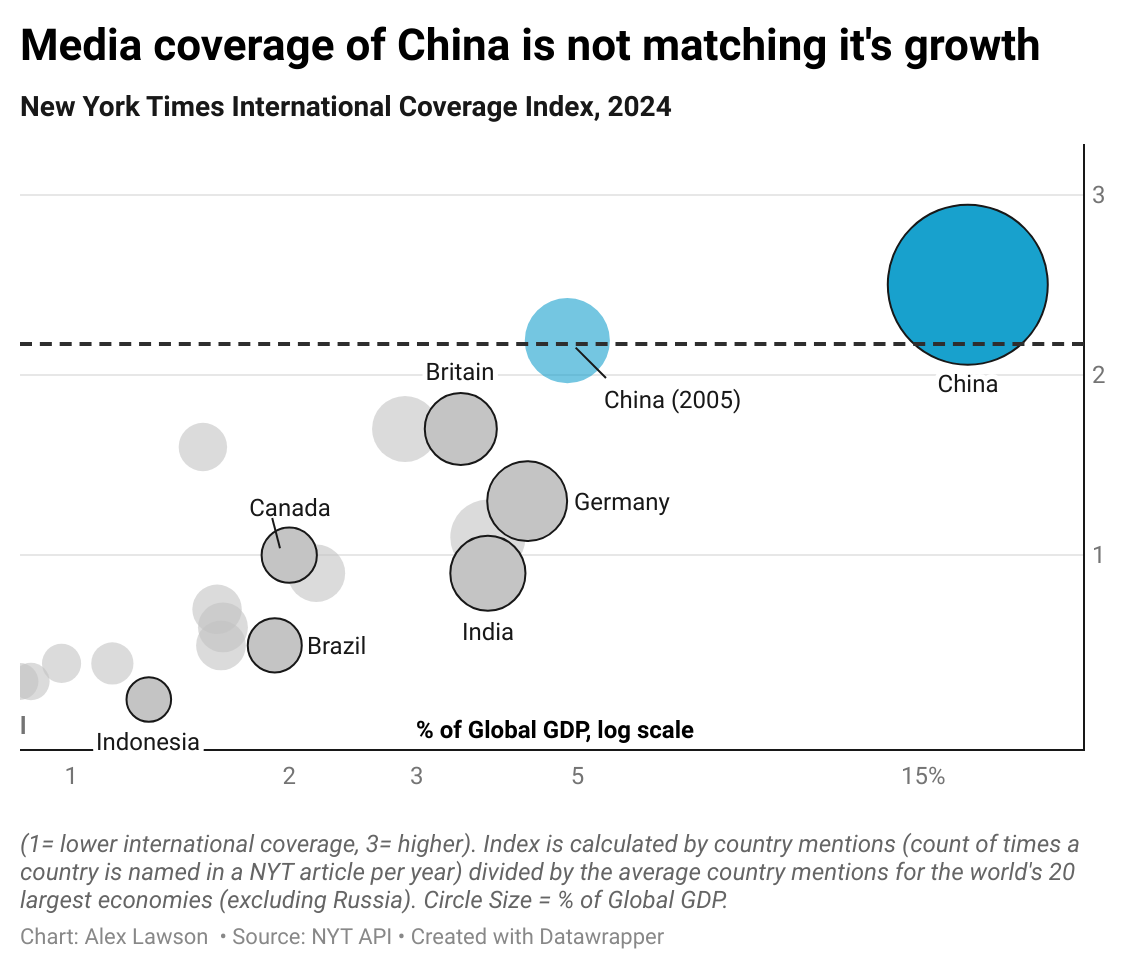 Media coverage of China is not matching it's growth
New York Times International Coverage Index, 2024
3
2
1
Britain
China (2005)
China
Canada
Germany
India
Brazil
Indonesia
% of Global GDP, log scale
1 2 3 5 15%
(1= lower international coverage, 3= higher). Index is calculated by country mentions (count of times a
country is named in a NYT article per year) divided by the average country mentions for the world's 20
largest economies (excluding Russia). Circle Size = % of Global GDP.
Chart: Alex Lawson • Source: NYT API • Created with Datawrapper